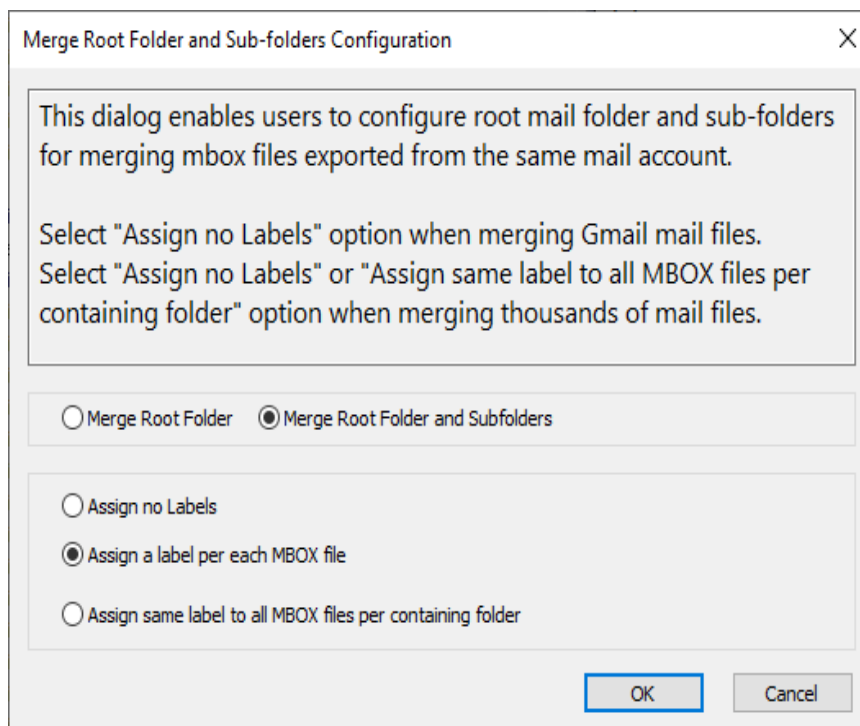 Merge Root Folder and Sub-folders Configuration
This dialog enables users to configure root mail folder and sub-folders
for merging mbox files exported from the same mail account.
Select "Assign no Labels" option when merging Gmail mail files.
Select "Assign no Labels" or "Assign same label to all MBOX files per
containing folder" option when merging thousands of mail files.
Merge Root Folder Merge Root Folder and Subfolders
Assign no Labels
Assign a label per each MBOX file
Assign same label to all MBOX files per containing folder
OK Cancel